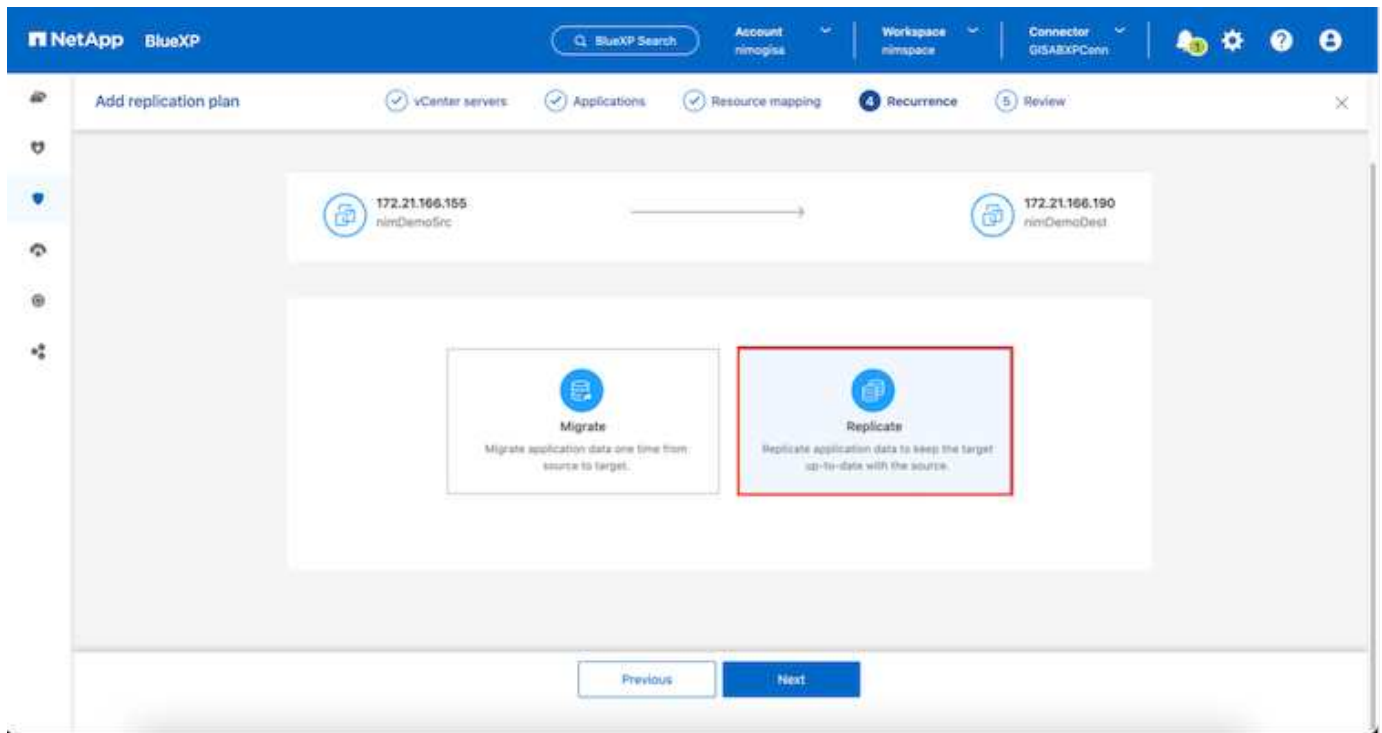 NetApp BlueXP
BlueXP Search
Account
nimogisa
Workspace
nimspace
Connector
GISABXPConn
1
Add replication plan
vCenter servers
Applications
Resource mapping
4 Recurrence
5 Review
172.21.166.155
nimDemoSrc
172.21.166.190
nimDemoDest
Migrate
Migrate application data one time from
source to target.
Replicate
Replicate application data to keep the target
up-to-date with the source.
Previous
Next